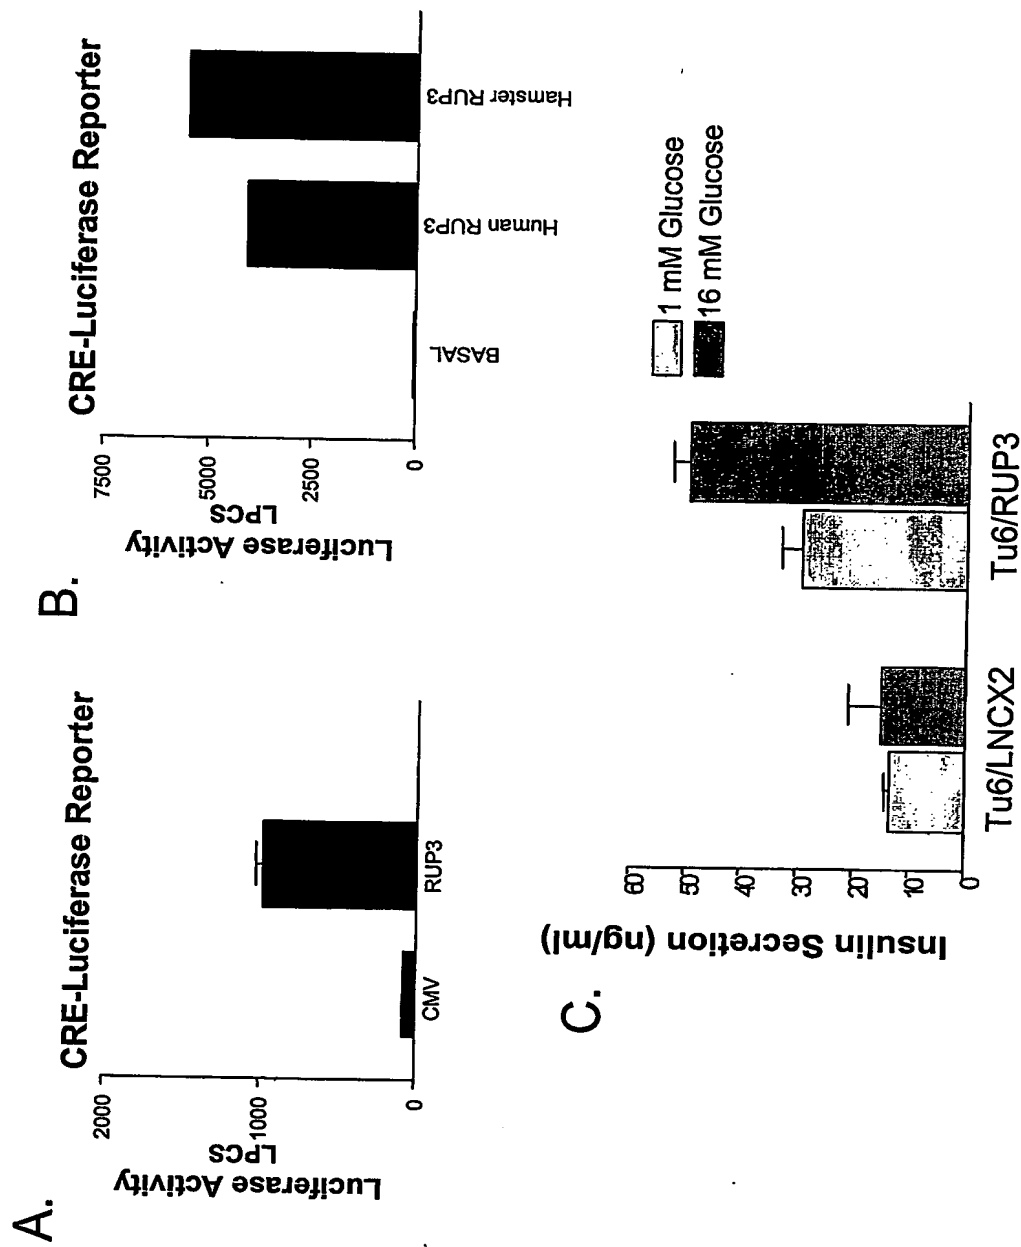 A.
CRE-Luciferase Reporter
Luciferase Activity
LPCS
2000
1000
0
CMV
RUP3
B.
CRE-Luciferase Reporter
Luciferase Activity
LPCS
7500
5000
2500
0
BASAL
Human RUP3
Hamster RUP3
C.
Insulin Secretion (ng/ml)
60
50
40
30
20
10
0
Tu6/LNCX2
Tu6/RUP3
1 mM Glucose
16 mM Glucose